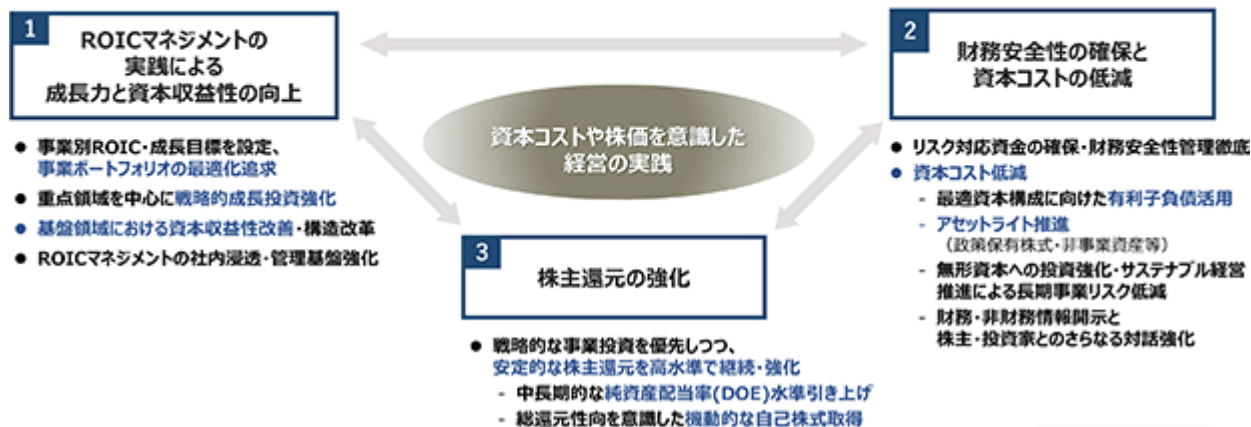 1
ROICマネジメントの
実践による
成長力と資本収益性の向上
● 事業別ROIC・成長目標を設定、
事業ポートフォリオの最適化追求
● 重点領域を中心に戦略的成長投資強化
● 基盤領域における資本収益性改善・構造改革
● ROICマネジメントの社内浸透・管理基盤強化
資本コストや株価を意識した
経営の実践
2
財務安全性の確保と
資本コストの低減
● リスク対応資金の確保・財務安全性管理徹底
● 資本コスト低減
- 最適資本構成に向けた有利子負債活用
- アセットライト推進
（政策保有株式・非事業資産等）
- 無形資本への投資強化・サステナブル経営
推進による長期事業リスク低減
- 財務・非財務情報開示と
株主・投資家とのさらなる対話強化
3
株主還元の強化
● 戦略的な事業投資を優先しつつ、
安定的な株主還元を高水準で継続・強化
- 中長期的な純資産配当率(DOE)水準引き上げ
- 総還元性向を意識した機動的な自己株式取得